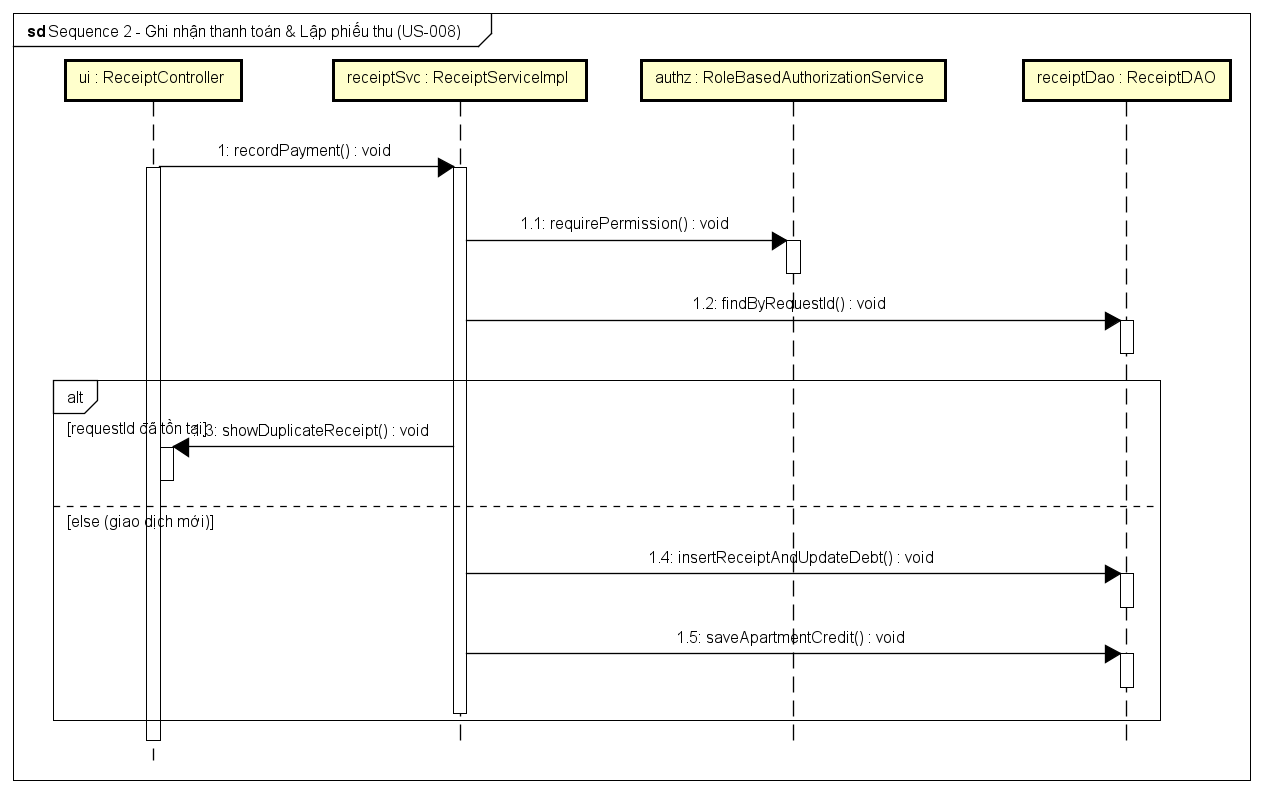 sd Sequence 2 - Ghi nhận thanh toán & Lập phiếu thu (US-008)
ui : ReceiptController
receiptSvc : ReceiptServiceImpl
authz : RoleBasedAuthorizationService
receiptDao : ReceiptDAO
1: recordPayment() : void
1.1: requirePermission() : void
1.2: findByRequestId() : void
alt
[requestId đã tồn tại]
1.3: showDuplicateReceipt() : void
[else (giao dịch mới)]
1.4: insertReceiptAndUpdateDebt() : void
1.5: saveApartmentCredit() : void